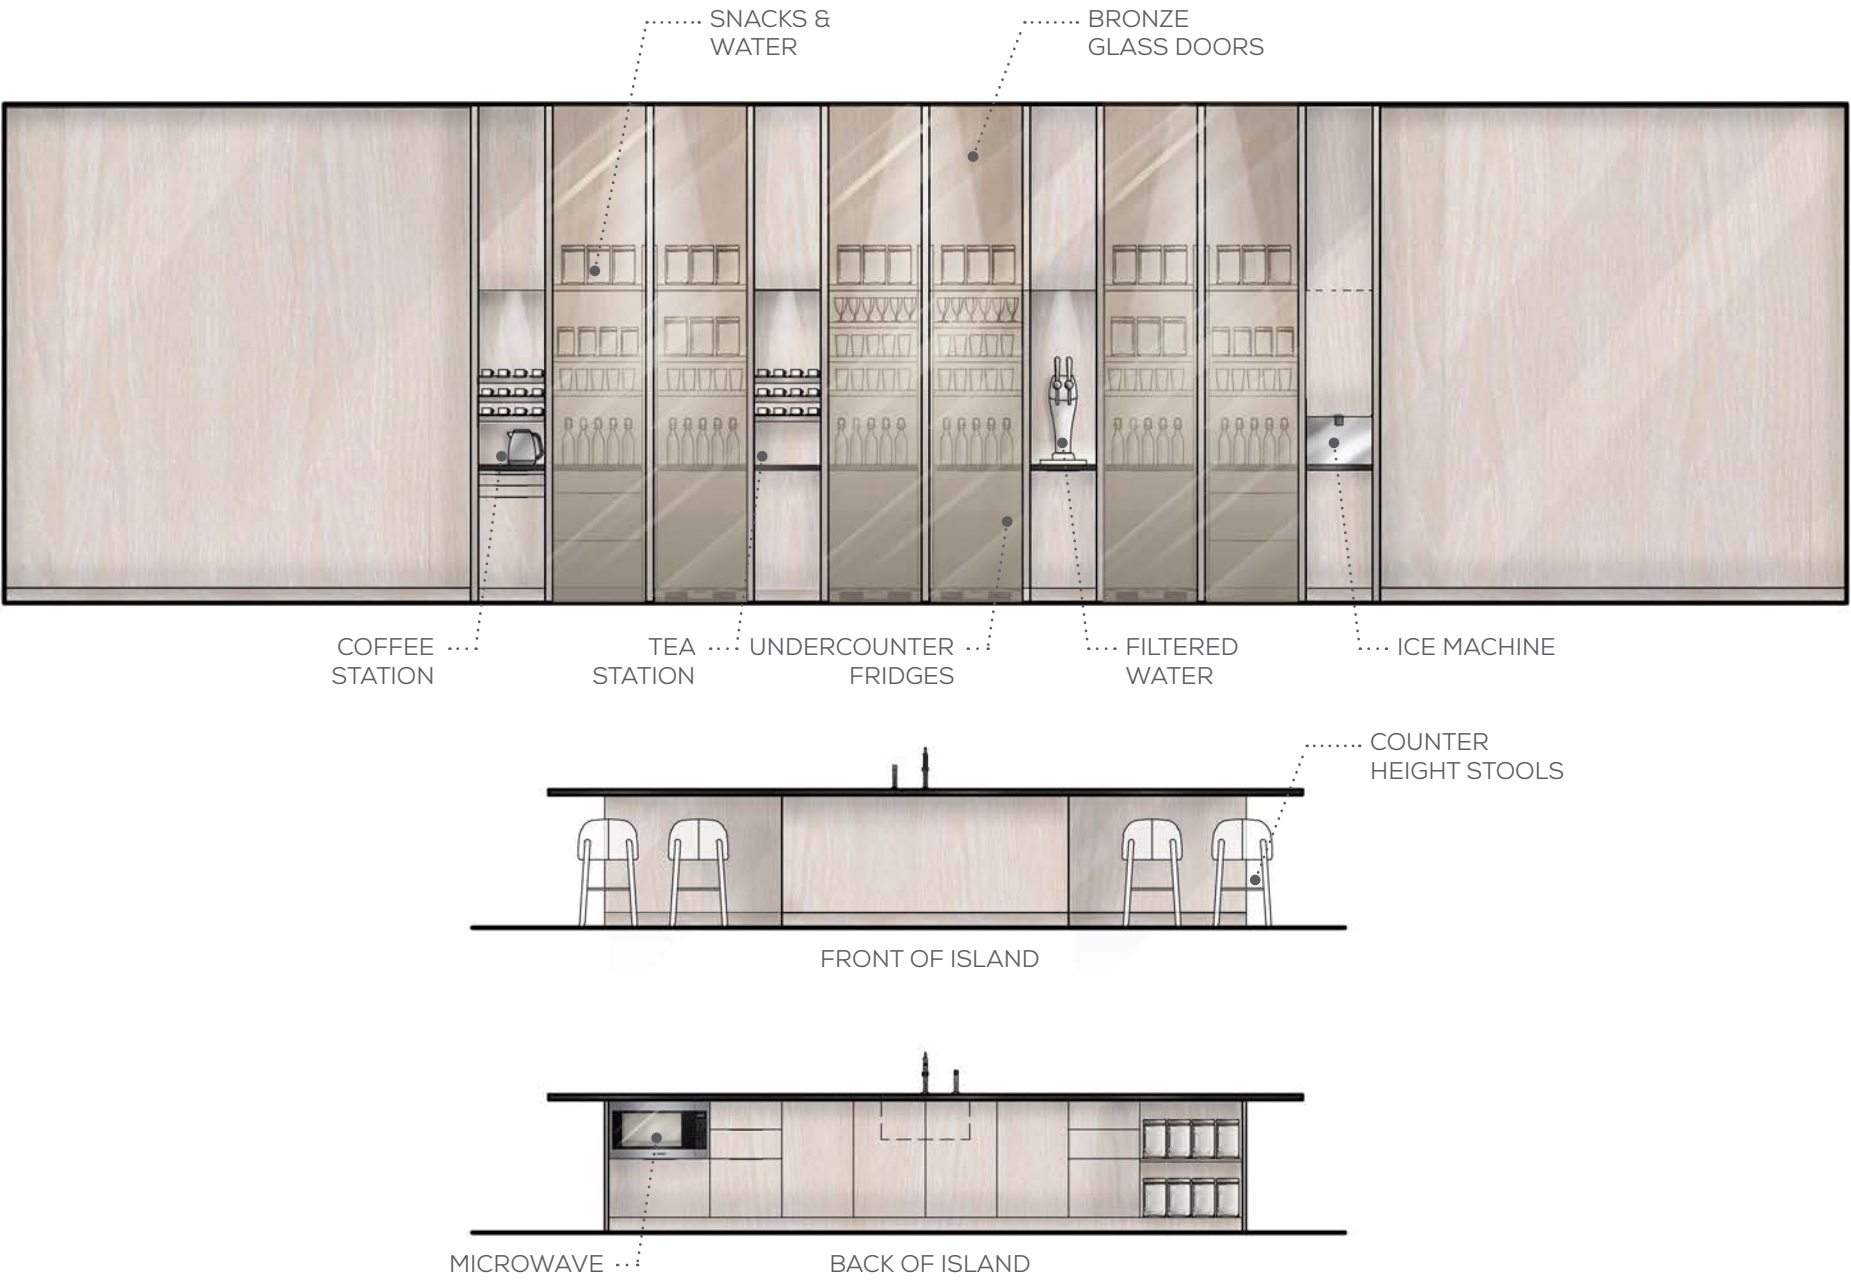 SNACKS &
WATER
BRONZE
GLASS DOORS
COFFEE
STATION
TEA
STATION
UNDERCOUNTER
FRIDGES
FILTERED
WATER
ICE MACHINE
COUNTER
HEIGHT STOOLS
FRONT OF ISLAND
MICROWAVE
BACK OF ISLAND